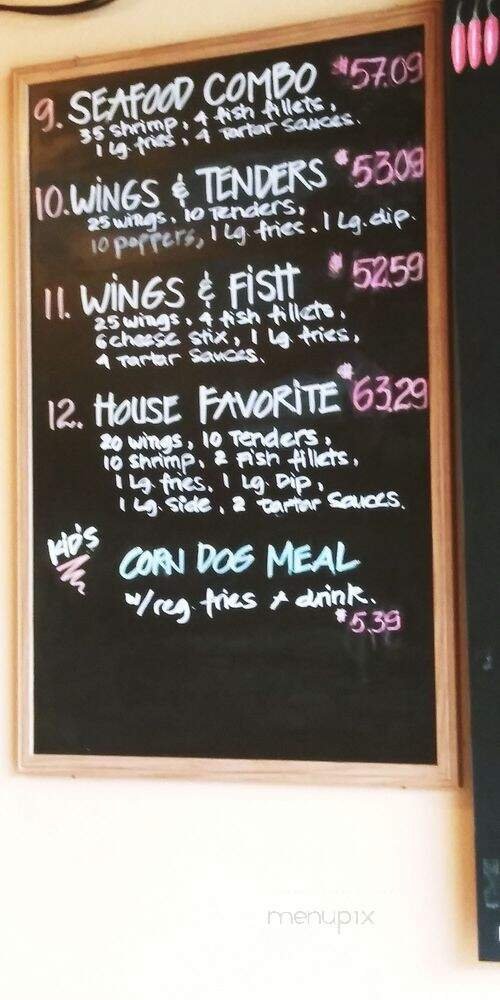 9. SEAFOOD COMBO $57.09
35 shrimp, 4 fish fillets,
1 lg fries, 4 Tartar Sauces.
10. WINGS & TENDERS $53.09
25 wings, 10 Tenders,
10 poppers, 1 Lg. fries. 1 Lg. dip.
11. WINGS & FISH $52.59
25 wings, 4 fish fillets,
6 cheese stix, 1 lg fries,
4 Tartar Sauces.
12. HOUSE FAVORITE $63.29
20 wings, 10 Tenders,
10 Shrimp, 2 Fish fillets,
1 Lg. fries. 1 Lg. Dip,
1 Lg. Side, 2 tartar Sauces.
KID'S CORN DOG MEAL
w/ reg. fries + drink.
$5.39
menupix